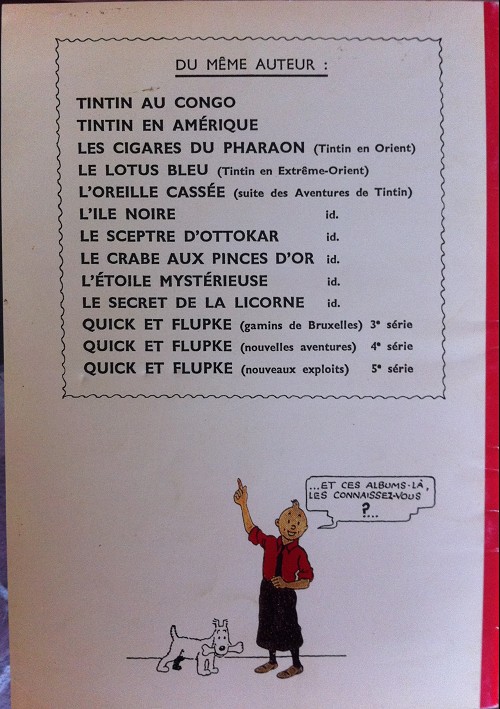 DU MÊME AUTEUR :
TINTIN AU CONGO
TINTIN EN AMÉRIQUE
LES CIGARES DU PHARAON (Tintin en Orient)
LE LOTUS BLEU (Tintin en Extrême-Orient)
L'OREILLE CASSÉE (suite des Aventures de Tintin)
L'ILE NOIRE id.
LE SCEPTRE D'OTTOKAR id.
LE CRABE AUX PINCES D'OR id.
L'ÉTOILE MYSTÉRIEUSE id.
LE SECRET DE LA LICORNE id.
QUICK ET FLUPKE (gamins de Bruxelles) 3e série
QUICK ET FLUPKE (nouvelles aventures) 4e série
QUICK ET FLUPKE (nouveaux exploits) 5e série
...ET CES ALBUMS-LÀ,
LES CONNAISSEZ-VOUS
?...